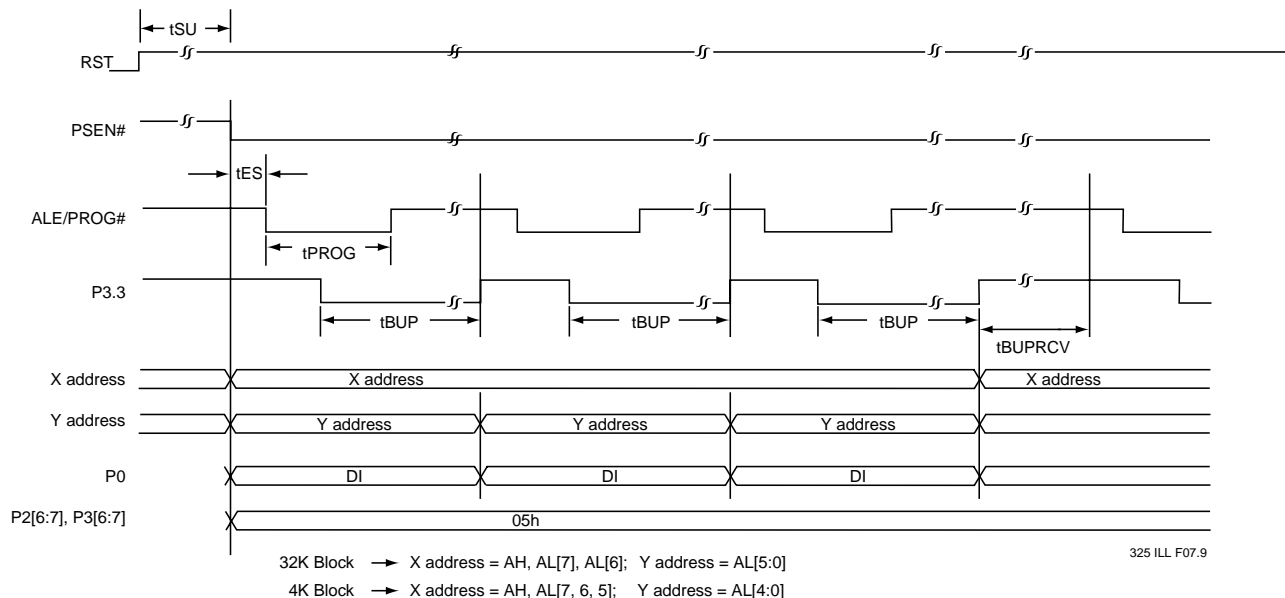 tSU
RST
PSEN#
tES
ALE/PROG#
tPROG
P3.3
tBUP tBUP tBUP
tBUPRCV
X address X address X address
Y address Y address Y address Y address
P0 DI DI DI
P2[6:7], P3[6:7] 05h
325 ILL F07.9
32K Block → X address = AH, AL[7], AL[6]; Y address = AL[5:0]
4K Block → X address = AH, AL[7, 6, 5]; Y address = AL[4:0]